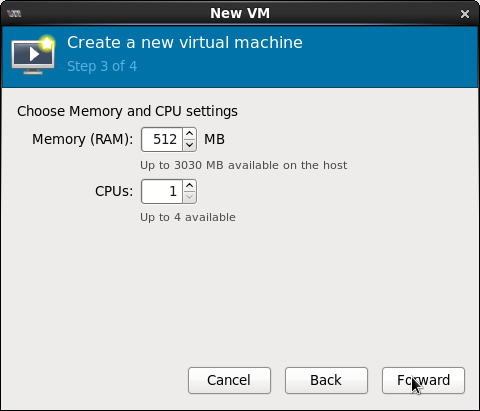 New VM
Create a new virtual machine
Step 3 of 4
Choose Memory and CPU settings
Memory (RAM): 512 MB
Up to 3030 MB available on the host
CPUs: 1
Up to 4 available
Cancel Back Forward